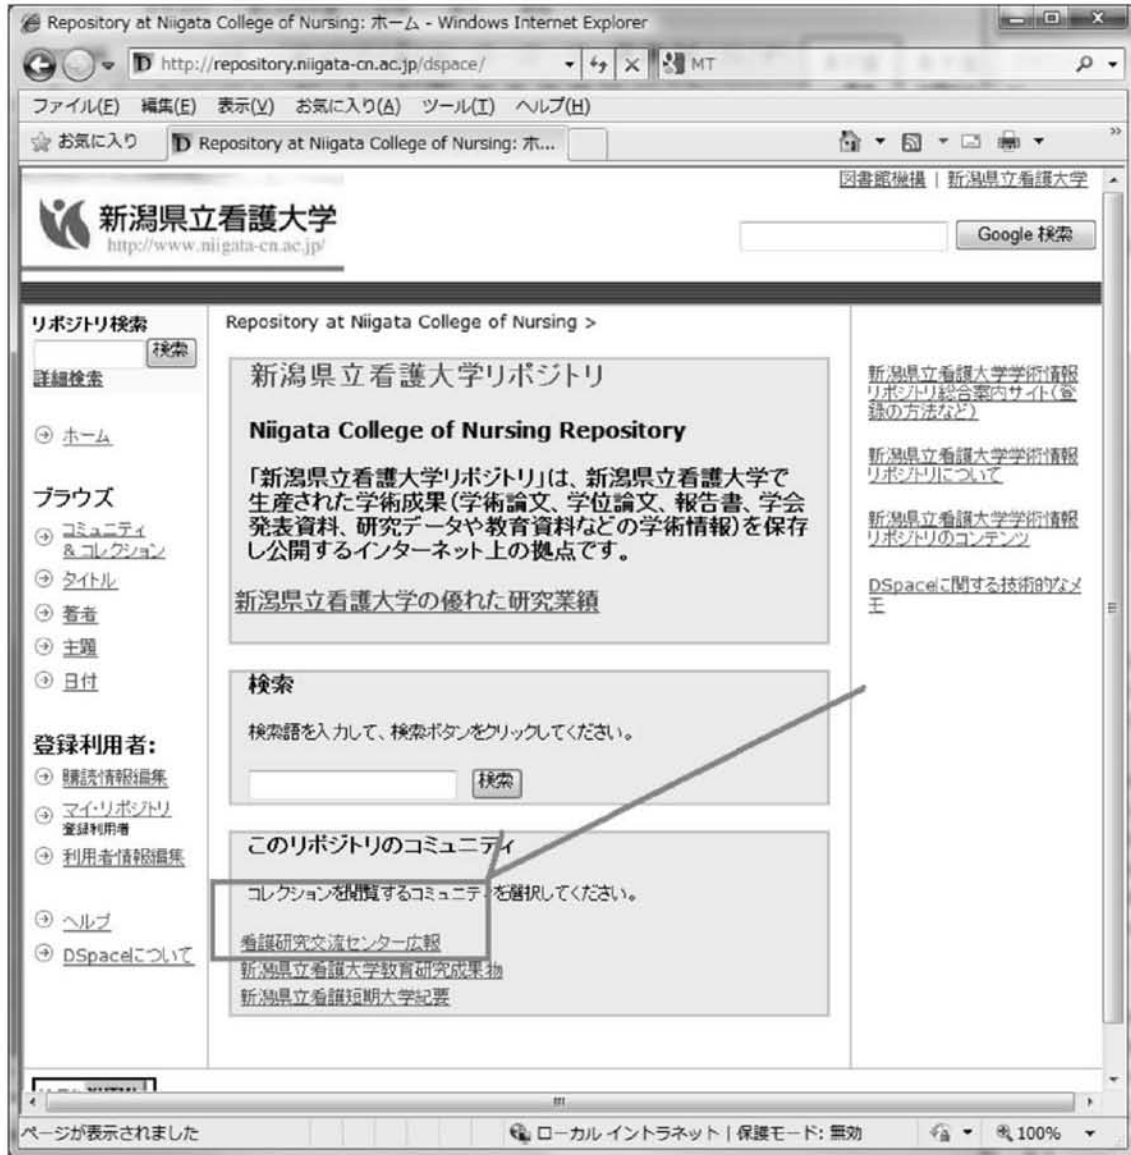 Repository at Niigata College of Nursing: ホーム - Windows Internet Explorer
http://repository.niigata-cn.ac.jp/dspace/
MT
ファイル(F) 編集(E) 表示(V) お気に入り(A) ツール(T) ヘルプ(H)
お気に入り
Repository at Niigata College of Nursing: ホ...
図書館機構 | 新潟県立看護大学
新潟県立看護大学
http://www.niigata-cn.ac.jp/
Google 検索
リポジトリ検索
検索
詳細検索
ホーム
ブラウズ
コミュニティ
& コレクション
タイトル
著者
主題
日付
登録利用者:
購読情報編集
マイ・リポジトリ
登録利用者
利用者情報編集
ヘルプ
DSpaceについて
Repository at Niigata College of Nursing >
新潟県立看護大学リポジトリ
Niigata College of Nursing Repository
「新潟県立看護大学リポジトリ」は、新潟県立看護大学で
生産された学術成果(学術論文、学位論文、報告書、学会
発表資料、研究データや教育資料などの学術情報)を保存
し公開するインターネット上の拠点です。
新潟県立看護大学の優れた研究業績
検索
検索語を入力して、検索ボタンをクリックしてください。
検索
このリポジトリのコミュニティ
コレクションを閲覧するコミュニティを選択してください。
看護研究交流センター広報
新潟県立看護大学教育研究成果物
新潟県立看護短期大学紀要
新潟県立看護大学学術情報
リポジトリ総合案内サイト(登
録の方法など)
新潟県立看護大学学術情報
リポジトリについて
新潟県立看護大学学術情報
リポジトリのコンテンツ
DSpaceに関する技術的なメ
モ
ページが表示されました
ローカル イントラネット | 保護モード: 無効
100%